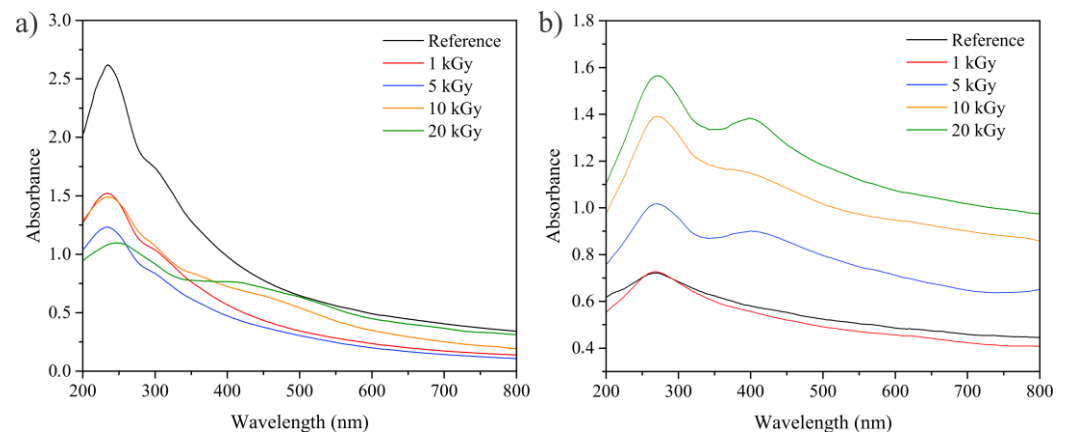 a)
3.0
2.5
2.0
1.5
1.0
0.5
0.0
Absorbance
200 300 400 500 600 700 800
Wavelength (nm)
Reference
1 kGy
5 kGy
10 kGy
20 kGy
b)
1.8
1.6
1.4
1.2
1.0
0.8
0.6
0.4
Absorbance
200 300 400 500 600 700 800
Wavelength (nm)
Reference
1 kGy
5 kGy
10 kGy
20 kGy